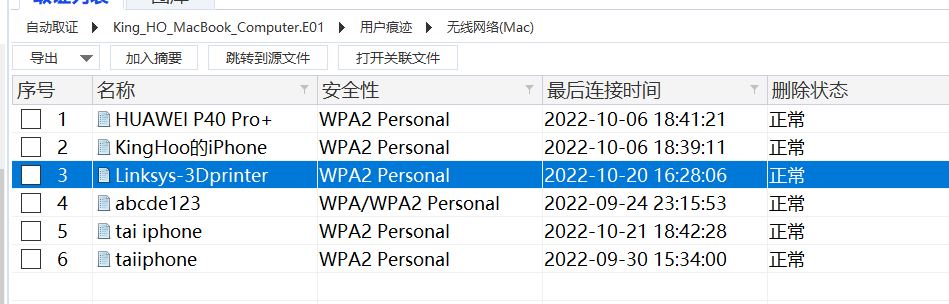 取证列表 图库
自动取证 King_HO_MacBook_Computer.E01 用户痕迹 无线网络(Mac)
导出 加入摘要 跳转到源文件 打开关联文件
序号 名称 安全性 最后连接时间 删除状态
1 HUAWEI P40 Pro+ WPA2 Personal 2022-10-06 18:41:21 正常
2 KingHoo的iPhone WPA2 Personal 2022-10-06 18:39:11 正常
3 Linksys-3Dprinter WPA2 Personal 2022-10-20 16:28:06 正常
4 abcde123 WPA/WPA2 Personal 2022-09-24 23:15:53 正常
5 tai iphone WPA2 Personal 2022-10-21 18:42:28 正常
6 taiiphone WPA2 Personal 2022-09-30 15:34:00 正常